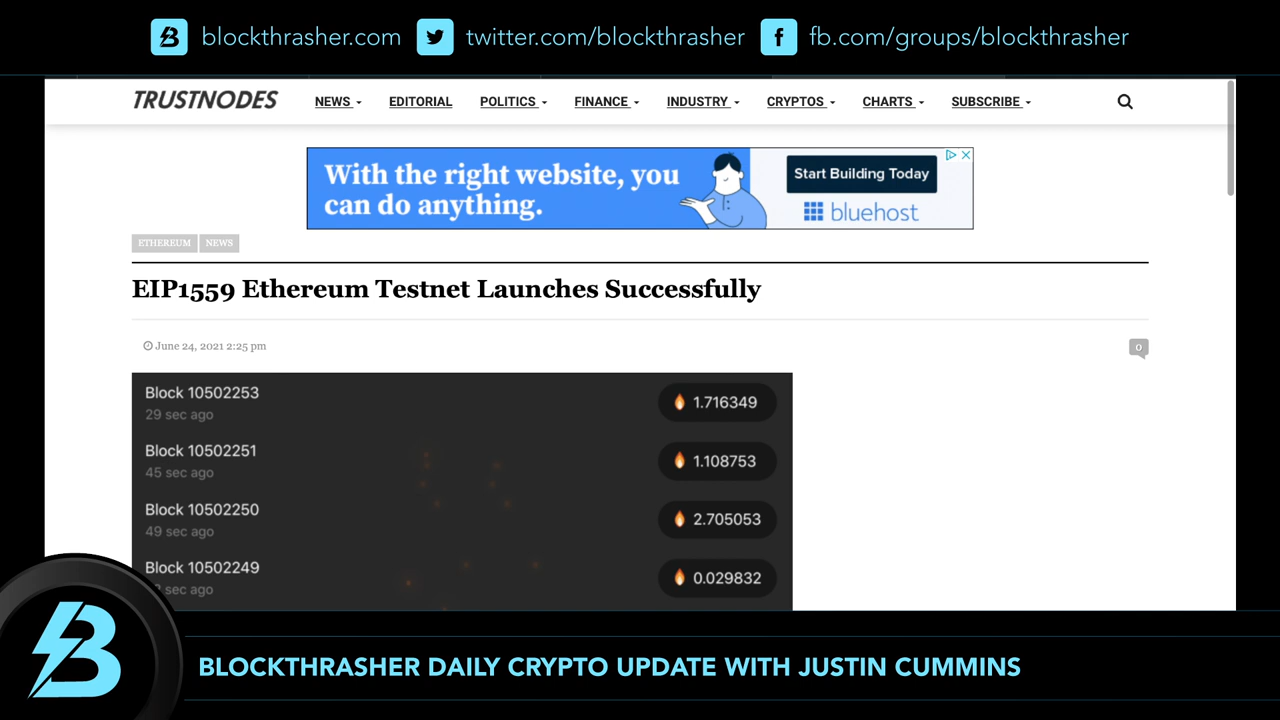 blockthrasher.com
twitter.com/blockthrasher
fb.com/groups/blockthrasher
TRUSTNODES
NEWS
EDITORIAL
POLITICS
FINANCE
INDUSTRY
CRYPTOS
CHARTS
SUBSCRIBE
With the right website, you
can do anything.
Start Building Today
bluehost
ETHEREUM
NEWS
EIP1559 Ethereum Testnet Launches Successfully
June 24, 2021 2:25 pm
0
Block 10502253
1.716349
29 sec ago
Block 10502251
1.108753
45 sec ago
Block 10502250
2.705053
49 sec ago
Block 10502249
0.029832
sec ago
BLOCKTHRASHER DAILY CRYPTO UPDATE WITH JUSTIN CUMMINS